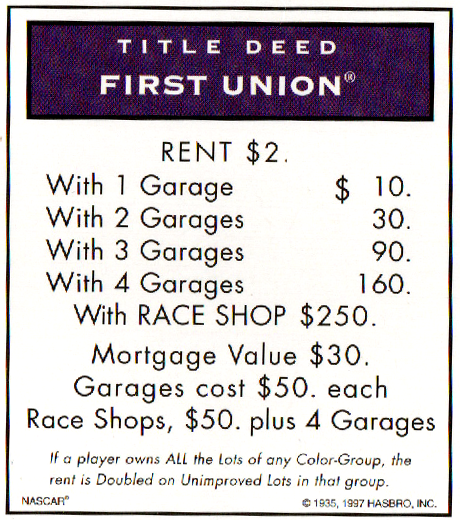 TITLE DEED
FIRST UNION®
RENT $2.
With 1 Garage $ 10.
With 2 Garages 30.
With 3 Garages 90.
With 4 Garages 160.
With RACE SHOP $250.
Mortgage Value $30.
Garages cost $50. each
Race Shops, $50. plus 4 Garages
If a player owns ALL the Lots of any Color-Group, the
rent is Doubled on Unimproved Lots in that group.
NASCAR® © 1935, 1997 HASBRO, INC.